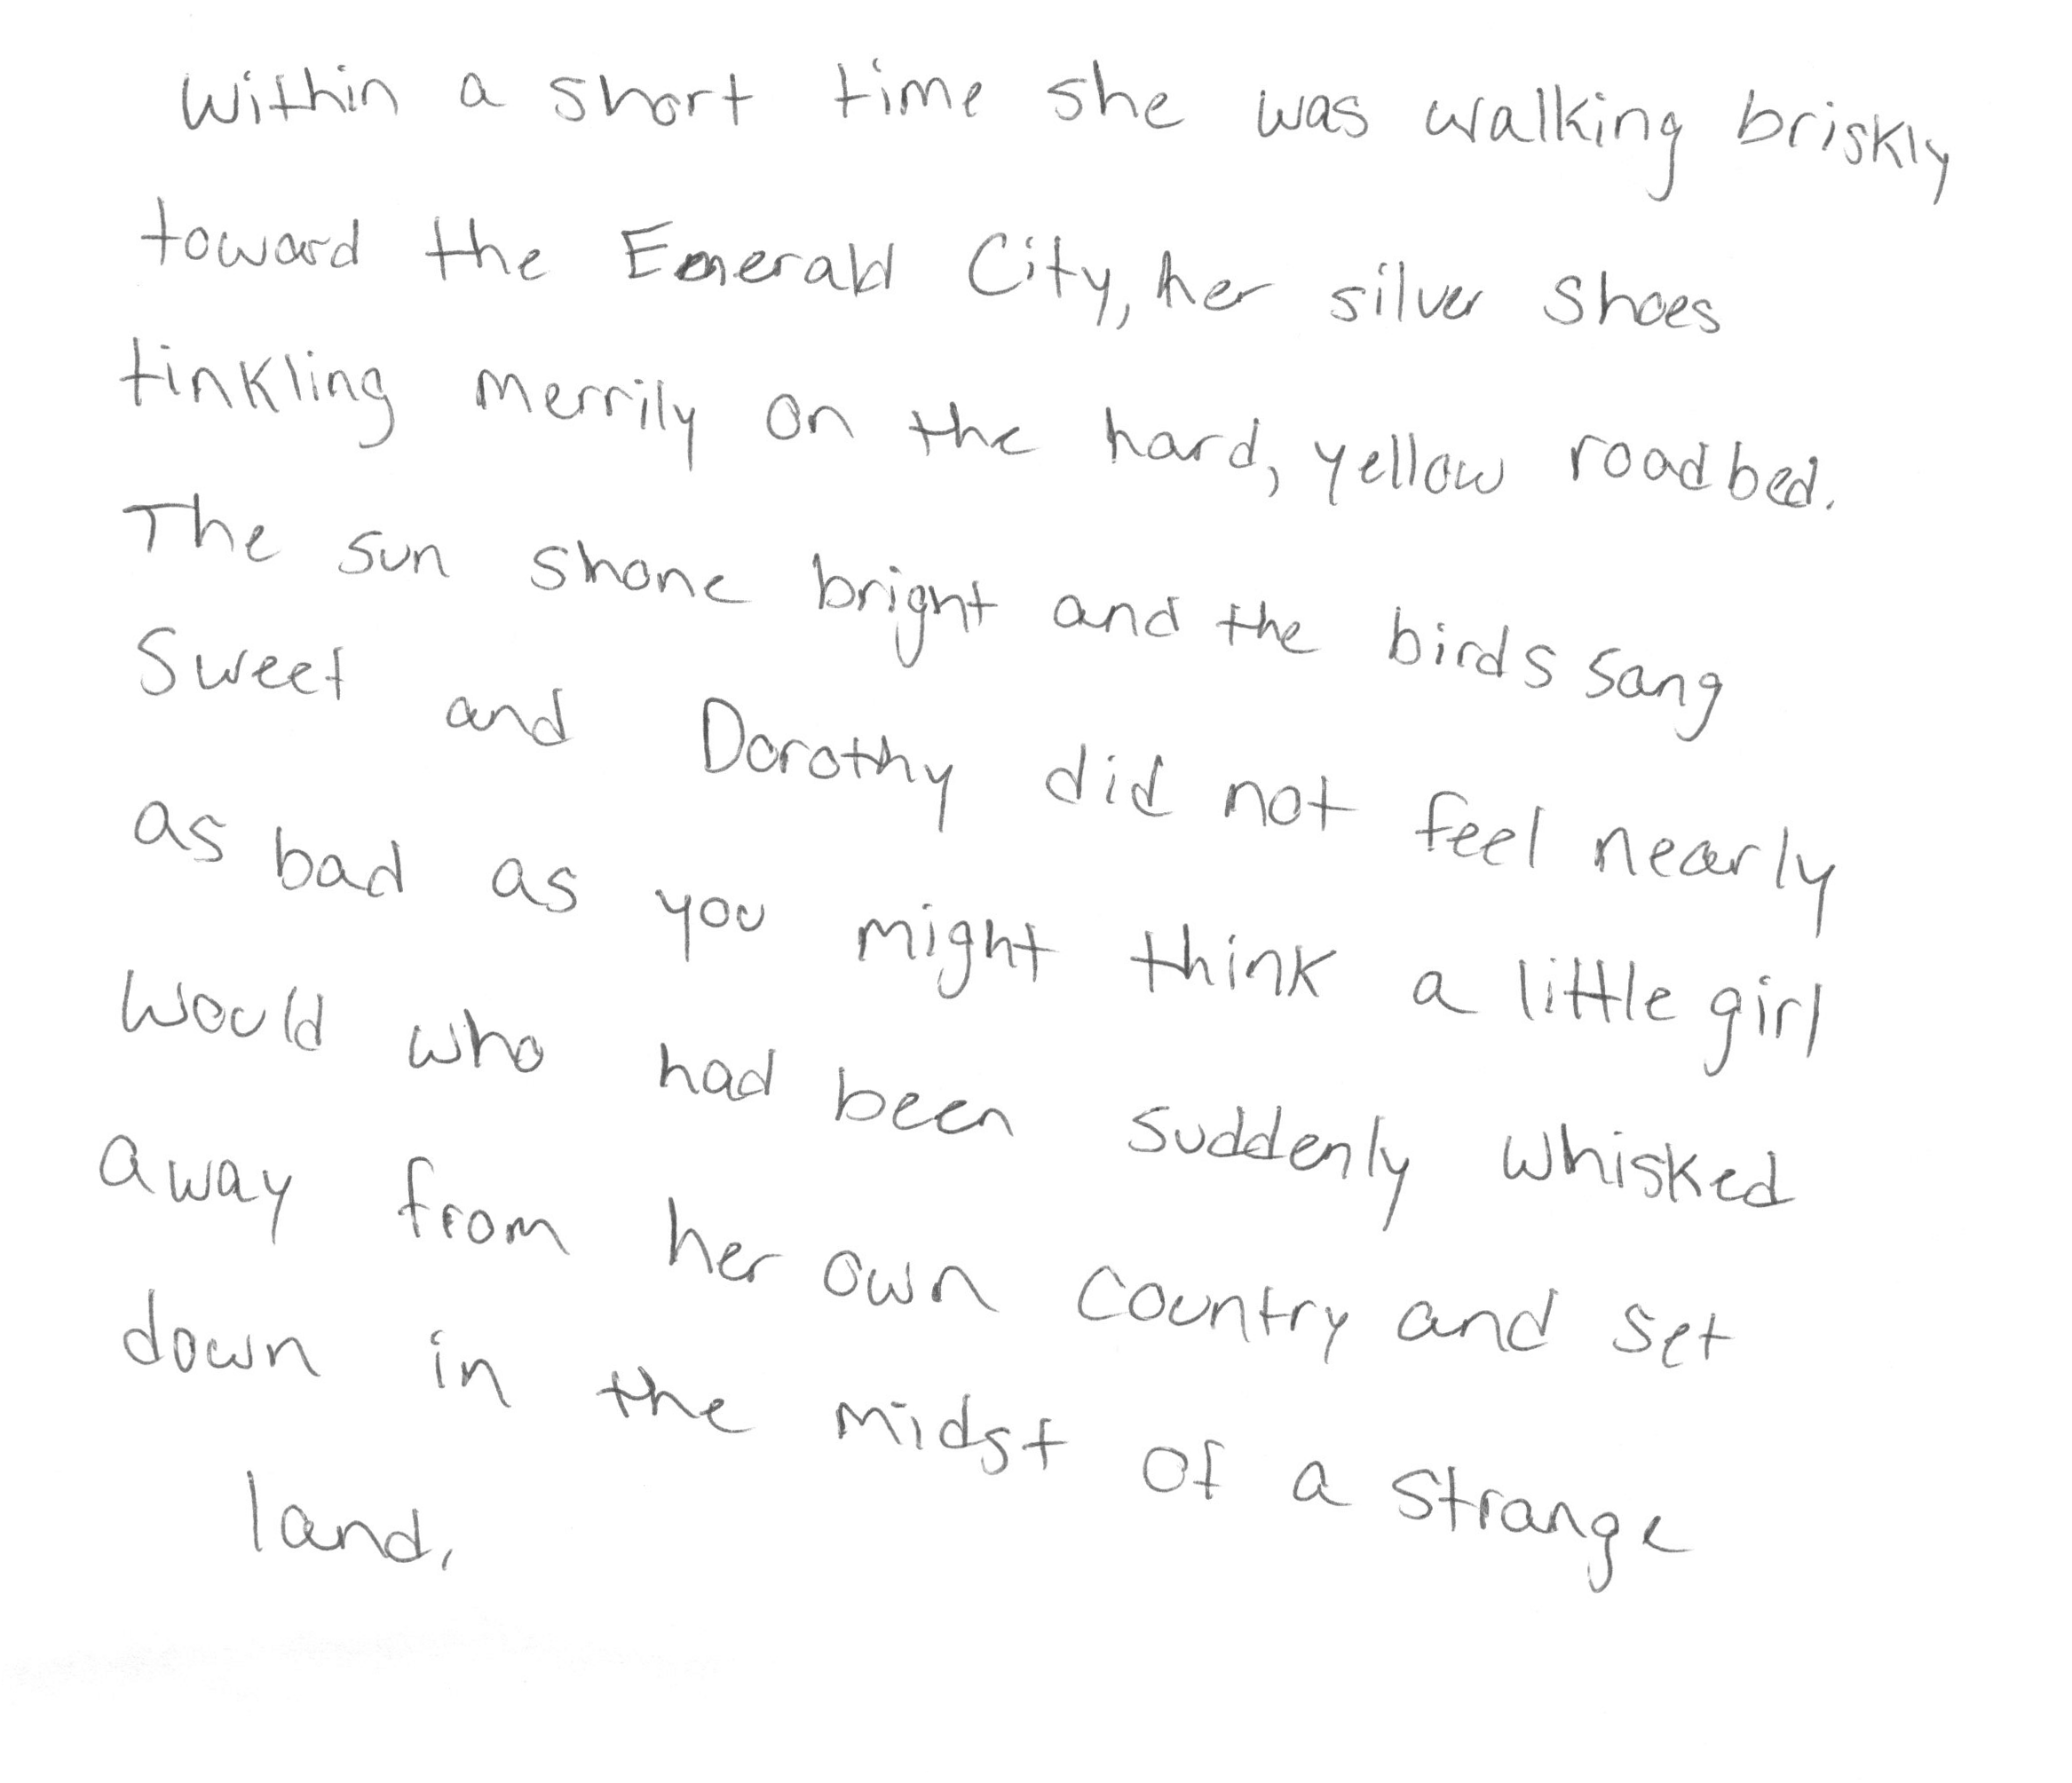 Within a short time she was walking briskly
toward the Emerald City, her silver shoes
tinkling merrily on the hard, yellow roadbed.
The sun shone bright and the birds sang
Sweet and Dorothy did not feel nearly
as bad as you might think a little girl
would who had been suddenly whisked
away from her own country and set
down in the midst of a strange
land.